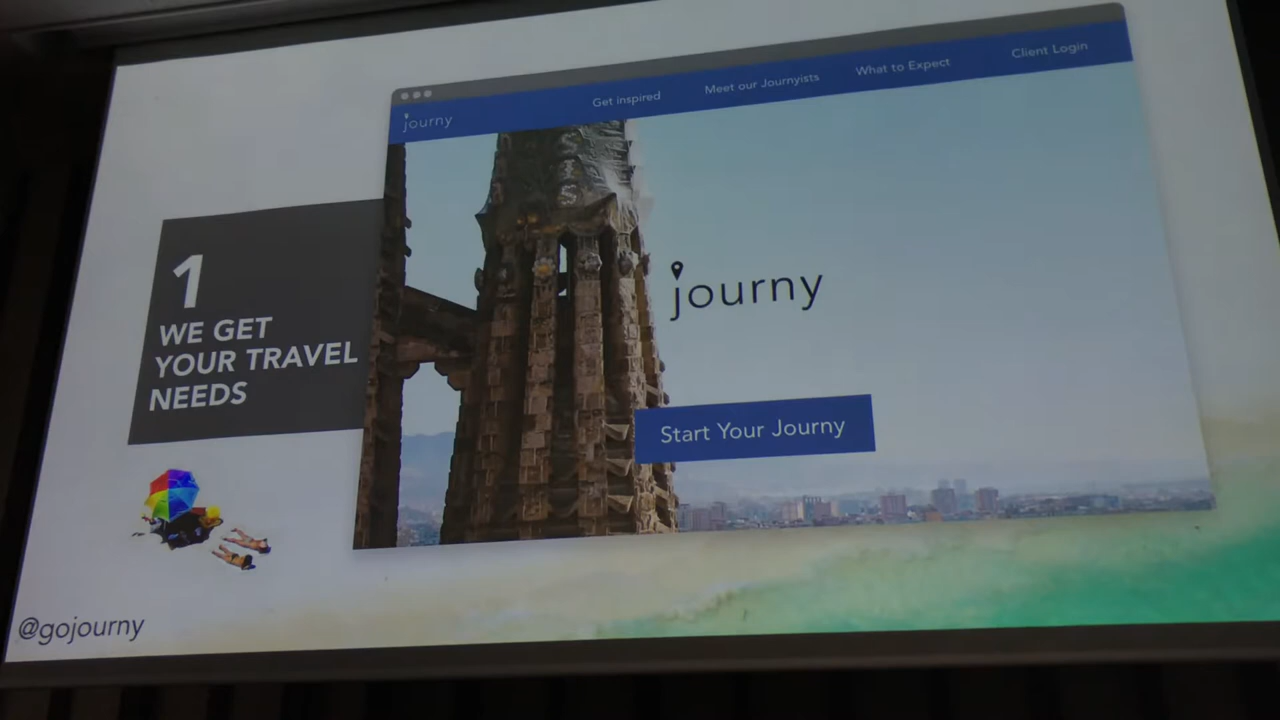 journy
Get inspired
Meet our Journyists
What to Expect
Client Login
1
WE GET
YOUR TRAVEL
NEEDS
journy
Start Your Journy
@gojourny